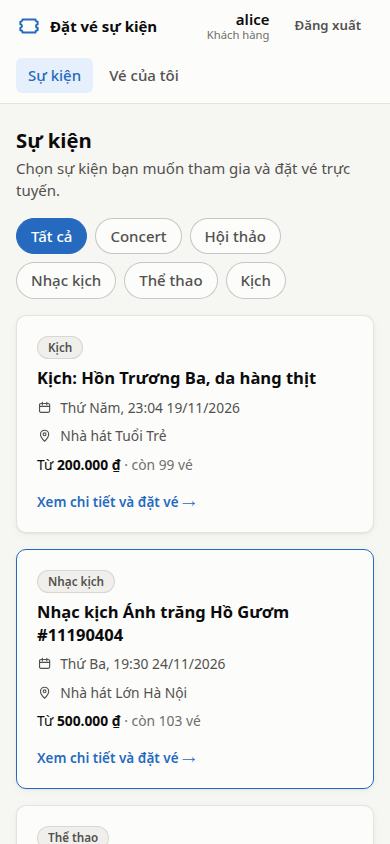 Đặt vé sự kiện
alice
Khách hàng
Đăng xuất
Sự kiện
Vé của tôi
Sự kiện
Chọn sự kiện bạn muốn tham gia và đặt vé trực
tuyến.
Tất cả
Concert
Hội thảo
Nhạc kịch
Thể thao
Kịch
Kịch
Kịch: Hồn Trương Ba, da hàng thịt
Thứ Năm, 23:04 19/11/2026
Nhà hát Tuổi Trẻ
Từ 200.000 ₫ · còn 99 vé
Xem chi tiết và đặt vé →
Nhạc kịch
Nhạc kịch Ánh trăng Hồ Gươm
#11190404
Thứ Ba, 19:30 24/11/2026
Nhà hát Lớn Hà Nội
Từ 500.000 ₫ · còn 103 vé
Xem chi tiết và đặt vé →
Thể thao